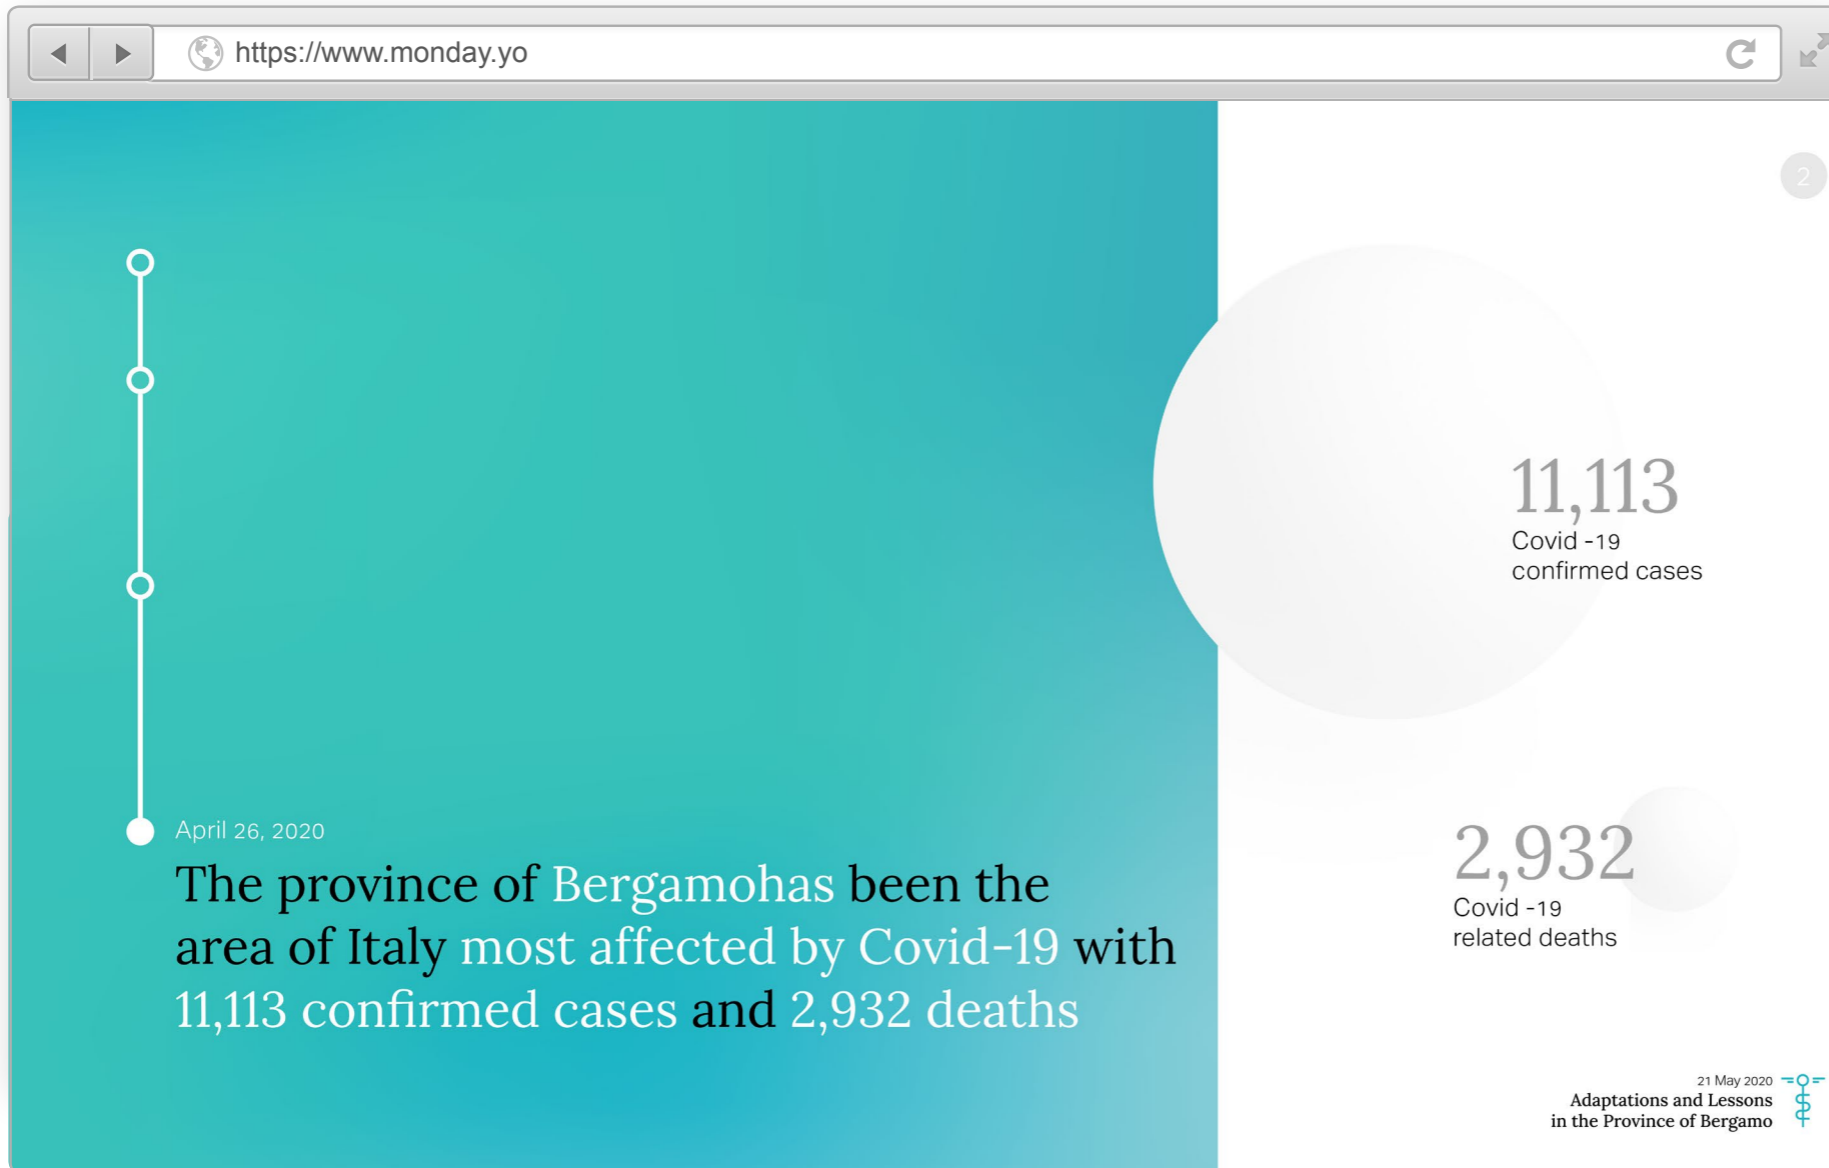 https://www.monday.yo
2
11,113
Covid -19
confirmed cases
April 26, 2020
The province of Bergamohas been the
area of Italy most affected by Covid-19 with
11,113 confirmed cases and 2,932 deaths
2,932
Covid -19
related deaths
21 May 2020
Adaptations and Lessons
in the Province of Bergamo